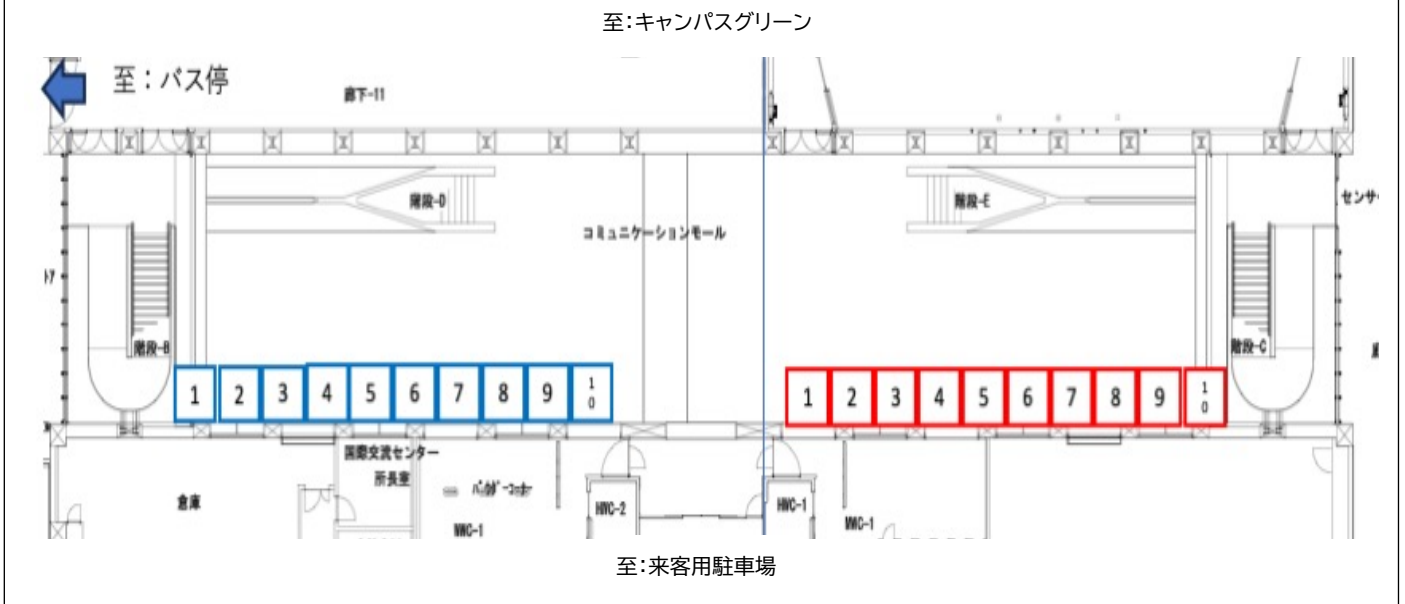 至：キャンパスグリーン
至：バス停
廊下-11
階段-D
階段-E
センサ
コミュニケーションモール
階段-B
階段-C
1 2 3 4 5 6 7 8 9 10
1 2 3 4 5 6 7 8 9 10
国際交流センター
所長室
倉庫
HWC-2
HWC-1
WWC-1
MWC-1
至：来客用駐車場